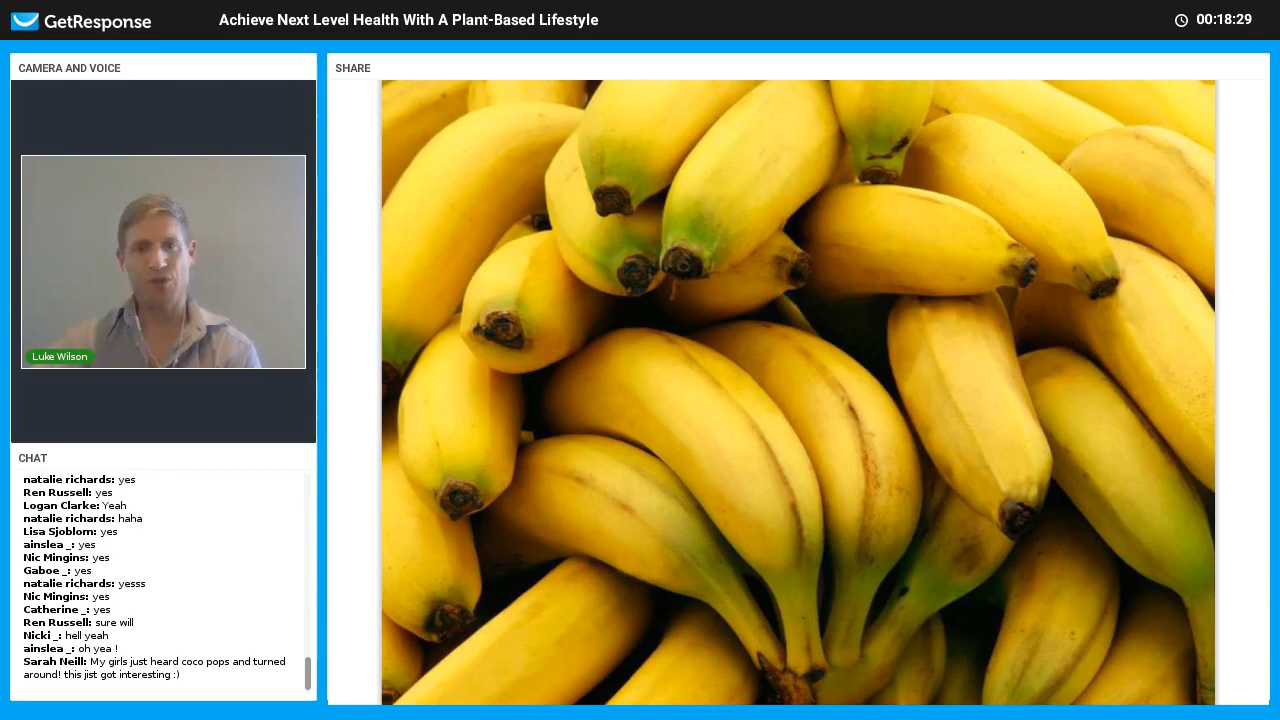 GetResponse
Achieve Next Level Health With A Plant-Based Lifestyle
00:18:29
CAMERA AND VOICE
SHARE
Luke Wilson
CHAT
natalie richards: yes
Ren Russell: yes
Logan Clarke: Yeah
natalie richards: haha
Lisa Sjoblom: yes
ainslea _: yes
Nic Mingins: yes
Gaboe _: yes
natalie richards: yesss
Nic Mingins: yes
Catherine _: yes
Ren Russell: sure will
Nicki _: hell yeah
ainslea _: oh yea !
Sarah Neill: My girls just heard coco pops and turned
around! this jist got interesting :)